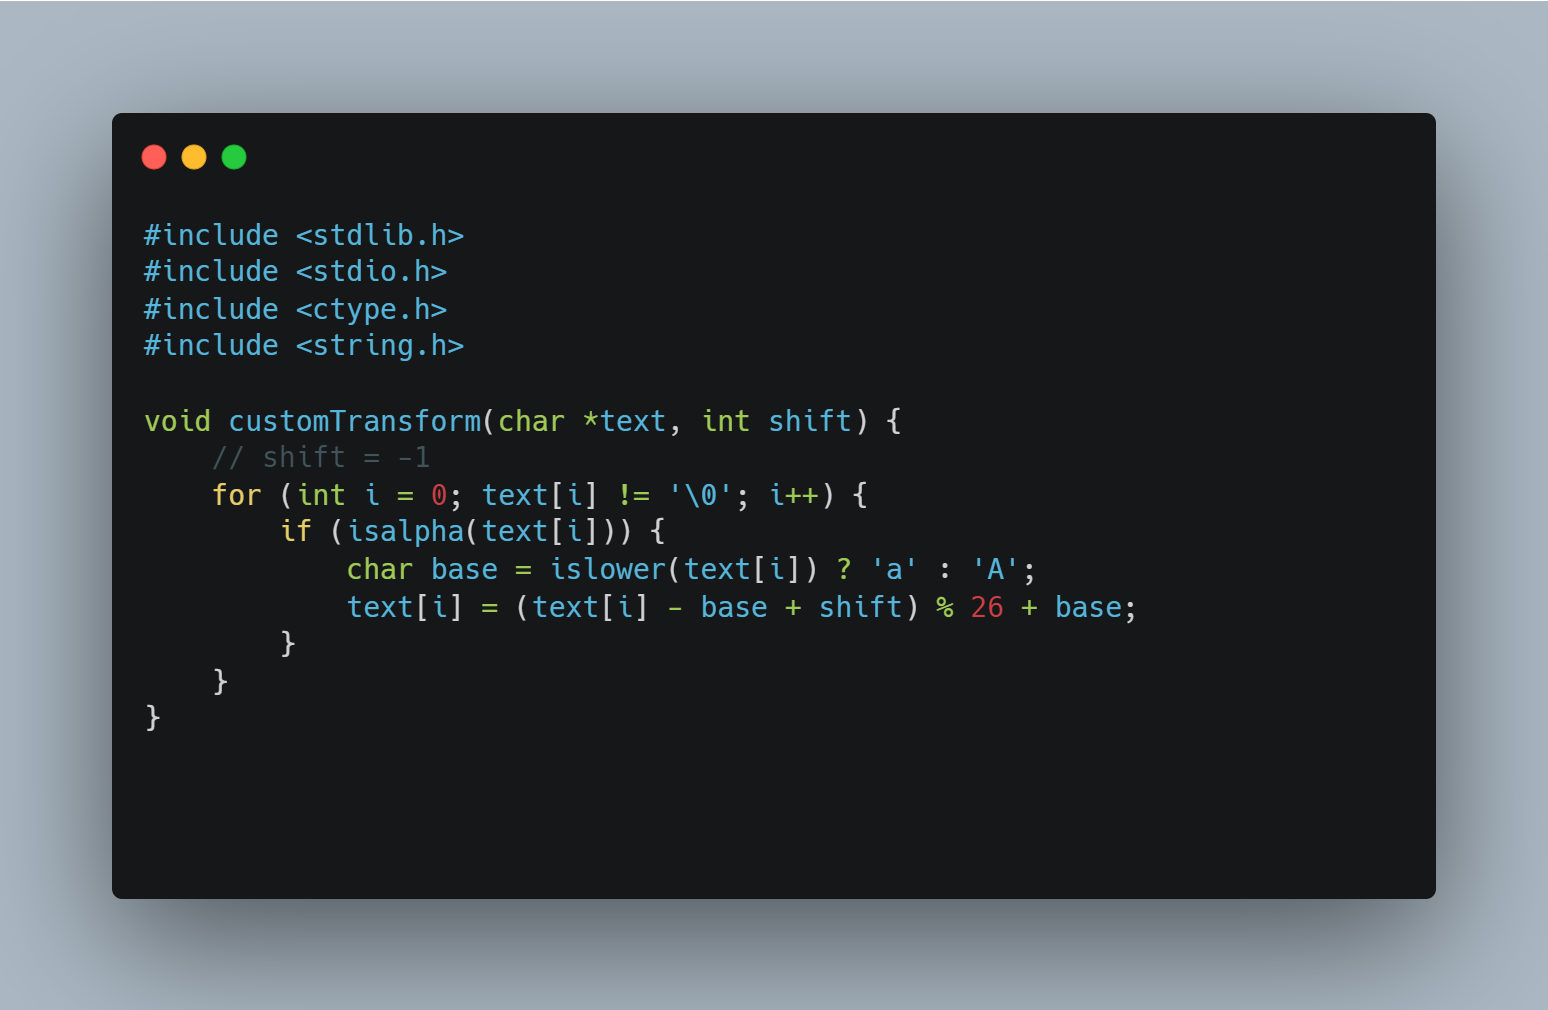 #include <stdlib.h>
#include <stdio.h>
#include <ctype.h>
#include <string.h>

void customTransform(char *text, int shift) {
    // shift = -1
    for (int i = 0; text[i] != '\0'; i++) {
        if (isalpha(text[i])) {
            char base = islower(text[i]) ? 'a' : 'A';
            text[i] = (text[i] - base + shift) % 26 + base;
        }
    }
}